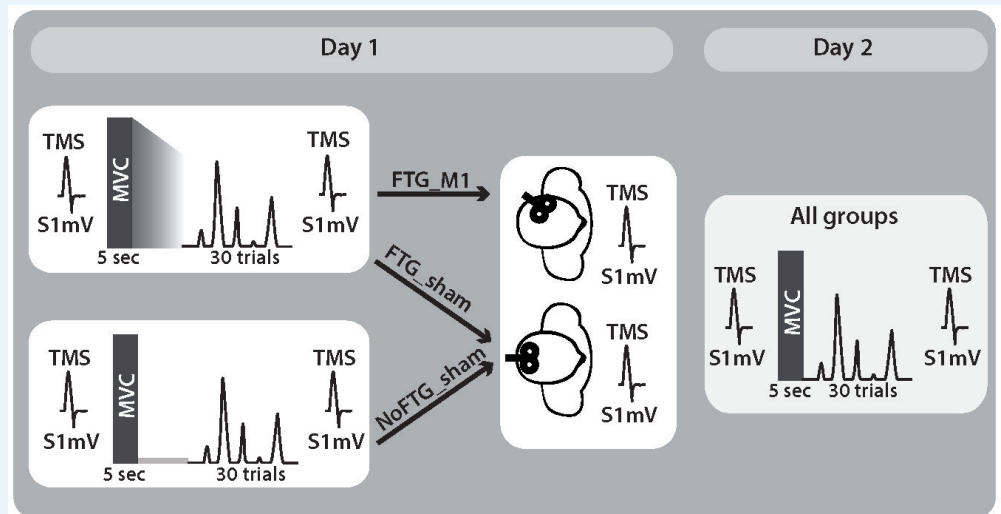 Day 1
Day 2
TMS
MVC
TMS
S1mV
S1mV
5 sec
30 trials
FTG_M1
FTG_sham
NoFTG_sham
TMS
MVC
TMS
S1mV
S1mV
5 sec
30 trials
TMS
S1mV
TMS
S1mV
All groups
TMS
MVC
TMS
S1mV
S1mV
5 sec
30 trials